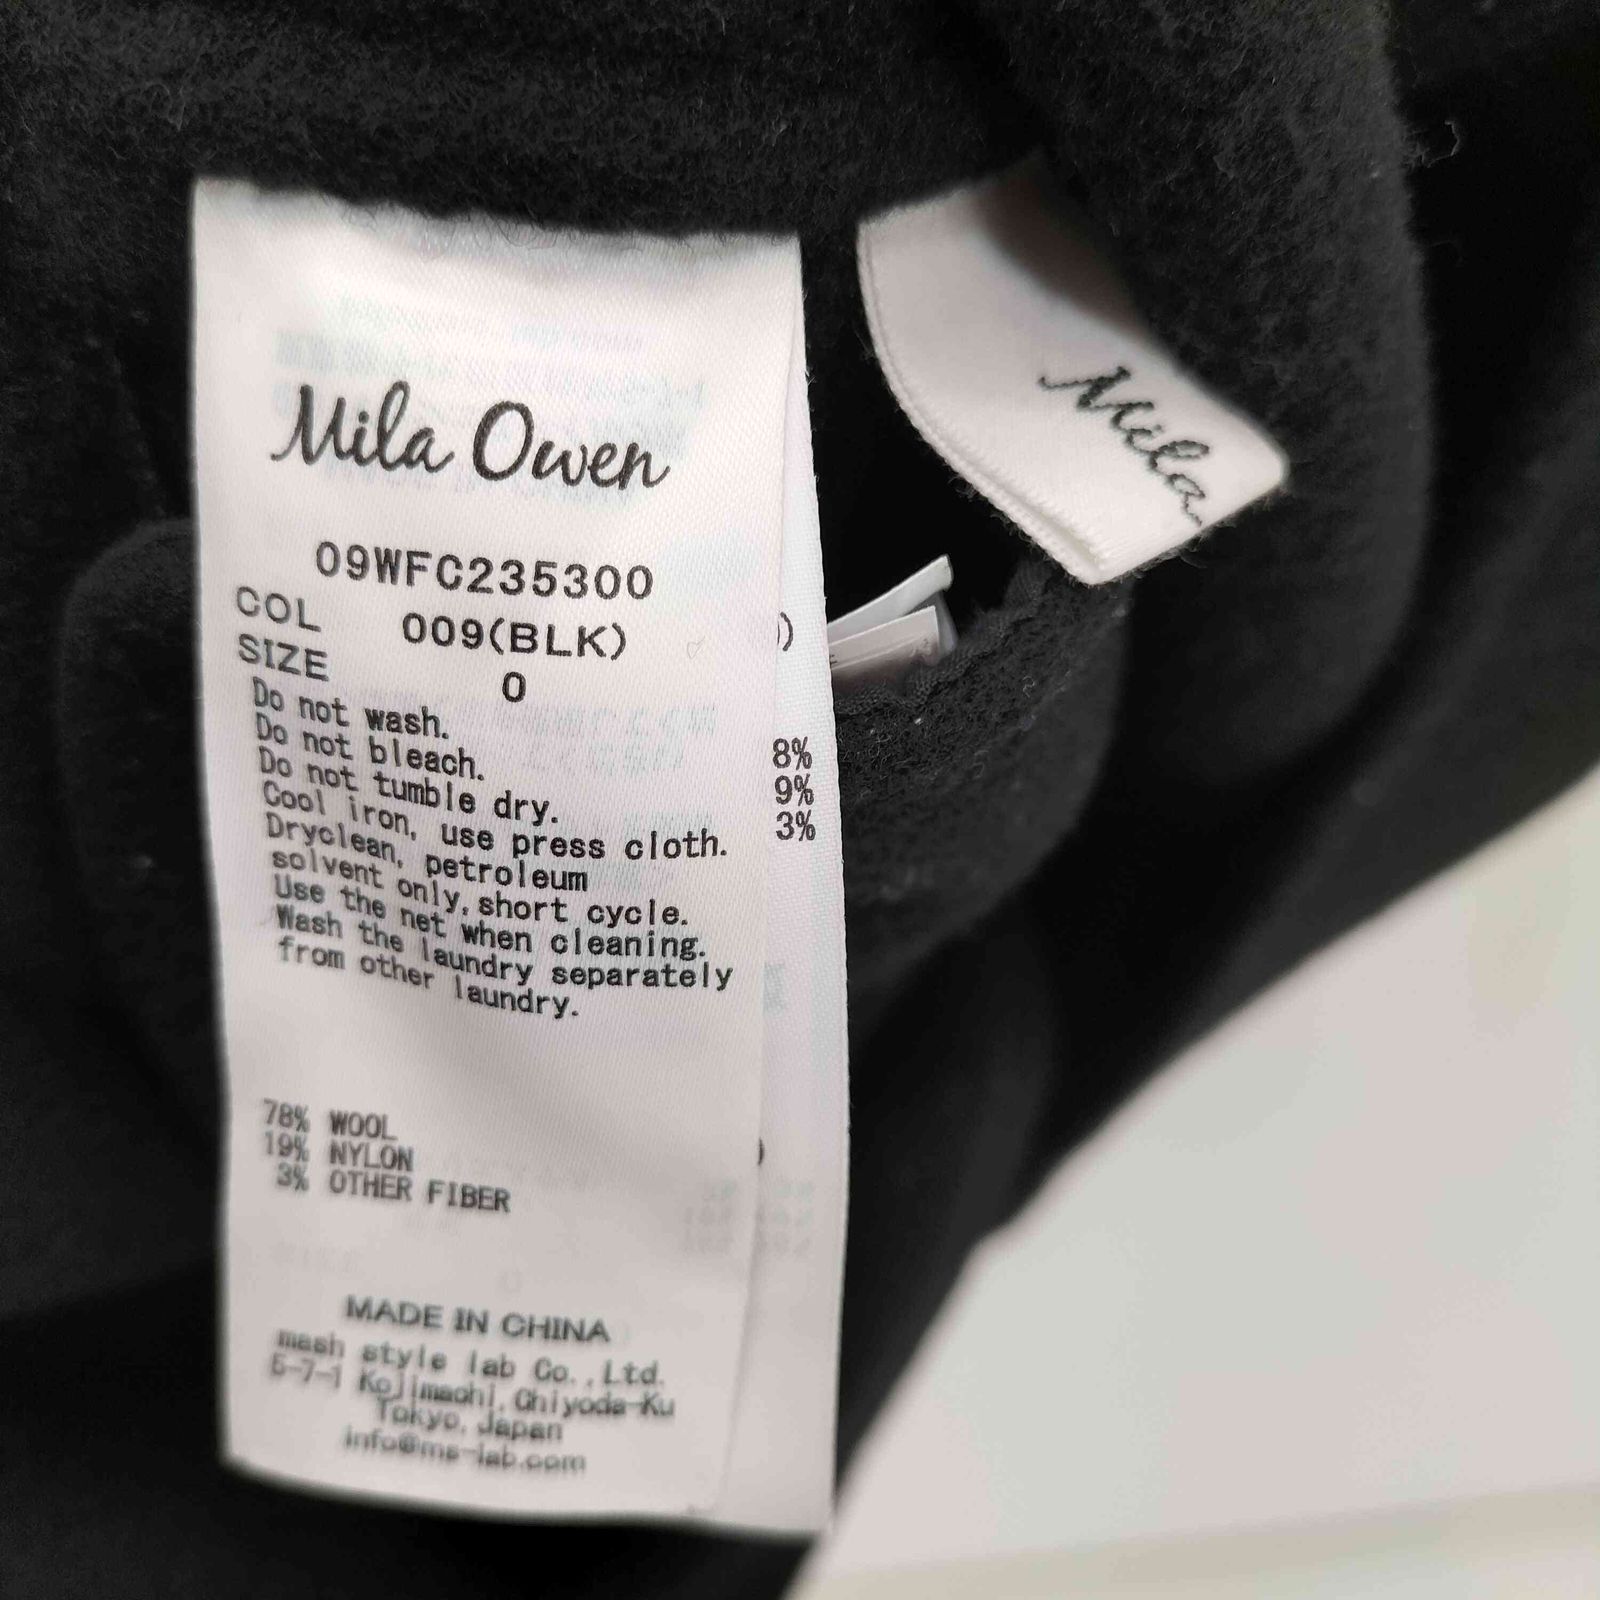 Mila Owen
09WFC235300
COL 009(BLK)
SIZE 0
Do not wash.
Do not bleach.
Do not tumble dry.
Cool iron, use press cloth.
Dryclean, petroleum
solvent only, short cycle.
Use the net when cleaning.
Wash the laundry separately
from other laundry.
78% WOOL
19% NYLON
3% OTHER FIBER
MADE IN CHINA
mash style lab Co.,Ltd.
5-7-1 Kojimachi, Chiyoda-Ku
Tokyo, Japan
info@ms-lab.com
)
8%
9%
3%
)
Mila